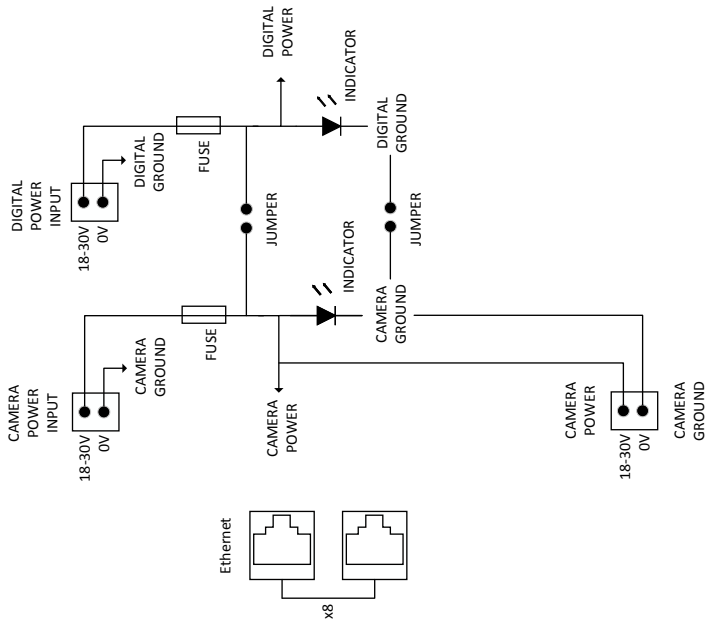 Ethernet
x8
CAMERA
POWER
INPUT
18-30V
0V
CAMERA
GROUND
FUSE
CAMERA
POWER
INDICATOR
CAMERA
GROUND
CAMERA
POWER
18-30V
0V
CAMERA
GROUND
JUMPER
JUMPER
DIGITAL
POWER
INPUT
18-30V
0V
DIGITAL
GROUND
FUSE
DIGITAL
POWER
INDICATOR
DIGITAL
GROUND